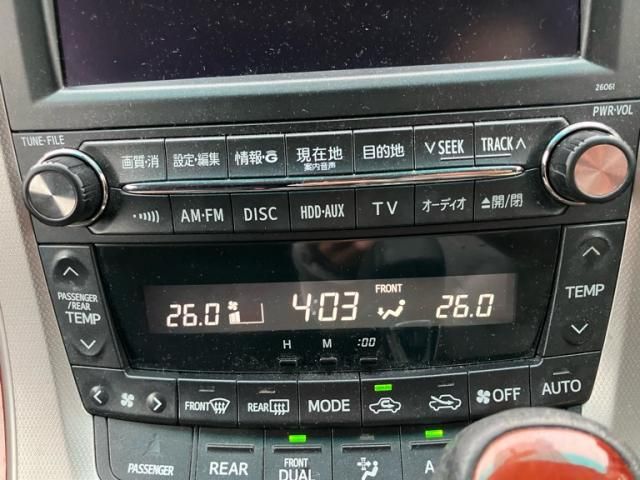 26061
TUNE·FILE
PWR·VOL
画質·消 設定·編集 情報·G 現在地 目的地 ∨SEEK TRACK∧
案内音声
AM·FM DISC HDD·AUX TV オーディオ ▲開/閉
PASSENGER
/REAR
TEMP
26.0 4:03 FRONT 26.0
TEMP
H M :00
FRONT REAR MODE OFF AUTO
PASSENGER REAR FRONT
DUAL
A